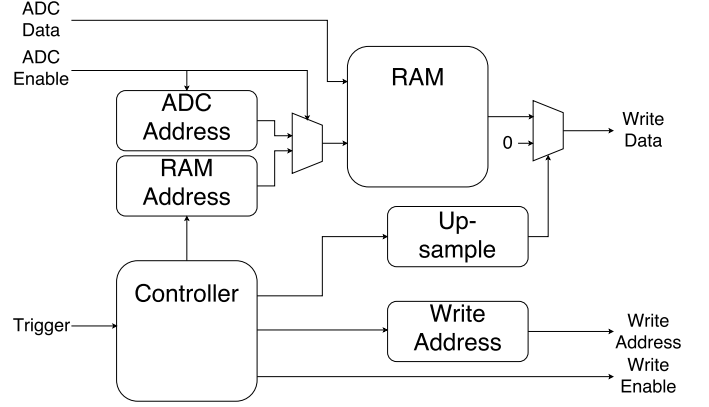 ADC
Data
ADC
Enable
ADC
Address
RAM
Address
RAM
0
Write
Data
Up-
sample
Controller
Trigger
Write
Address
Write
Address
Write
Enable